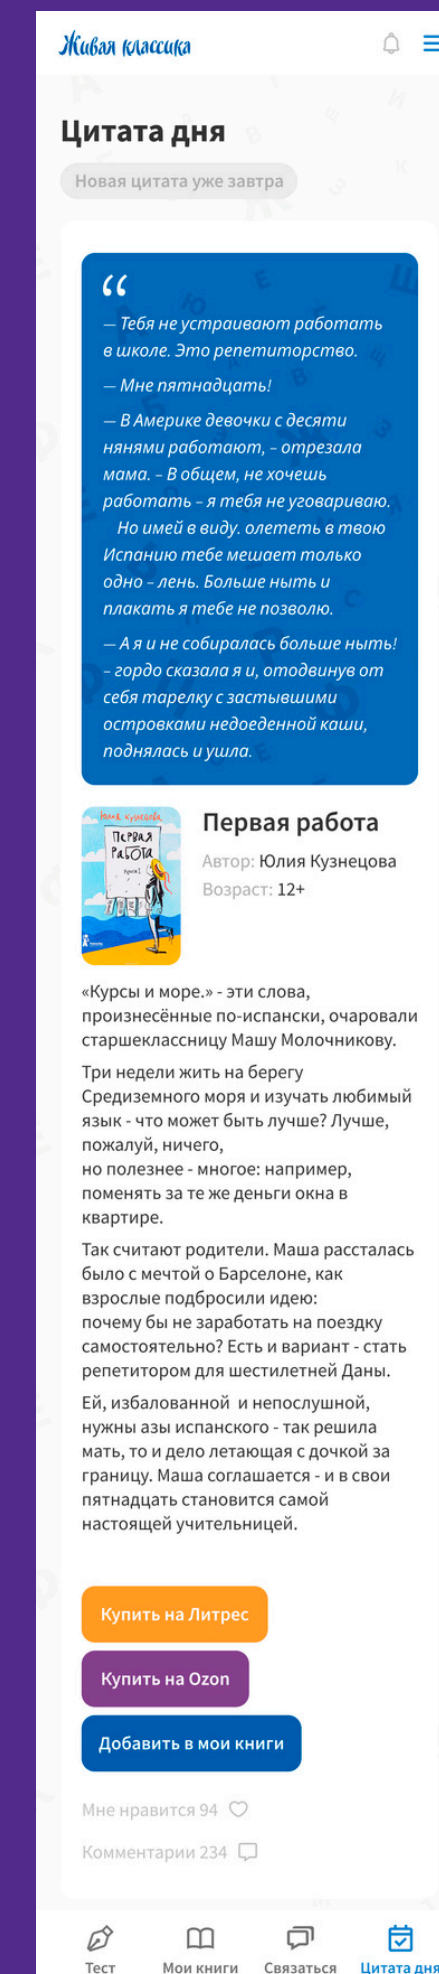 Живая классика
Цитата дня
Новая цитата уже завтра
“
— Тебя не устраивают работать
в школе. Это репетиторство.
— Мне пятнадцать!
— В Америке девочки с десяти
нянями работают, – отрезала
мама. – В общем, не хочешь
работать – я тебя не уговариваю.
Но имей в виду. олететь в твою
Испанию тебе мешает только
одно – лень. Больше ныть и
плакать я тебе не позволю.
— А я и не собиралась больше ныть!
– гордо сказала я и, отодвинув от
себя тарелку с застывшими
островками недоеденной каши,
поднялась и ушла.
Юлия Кузнецова
Первая
Работа
Первая работа
Автор: Юлия Кузнецова
Возраст: 12+
«Курсы и море.» - эти слова,
произнесённые по-испански, очаровали
старшеклассницу Машу Молочникову.
Три недели жить на берегу
Средиземного моря и изучать любимый
язык - что может быть лучше? Лучше,
пожалуй, ничего,
но полезнее - многое: например,
поменять за те же деньги окна в
квартире.
Так считают родители. Маша рассталась
было с мечтой о Барселоне, как
взрослые подбросили идею:
почему бы не заработать на поездку
самостоятельно? Есть и вариант - стать
репетитором для шестилетней Даны.
Ей, избалованной и непослушной,
нужны азы испанского - так решила
мать, то и дело летающая с дочкой за
границу. Маша соглашается - и в свои
пятнадцать становится самой
настоящей учительницей.
Купить на Литрес
Купить на Ozon
Добавить в мои книги
Мне нравится 94
Комментарии 234
Тест Мои книги Связаться Цитата дня